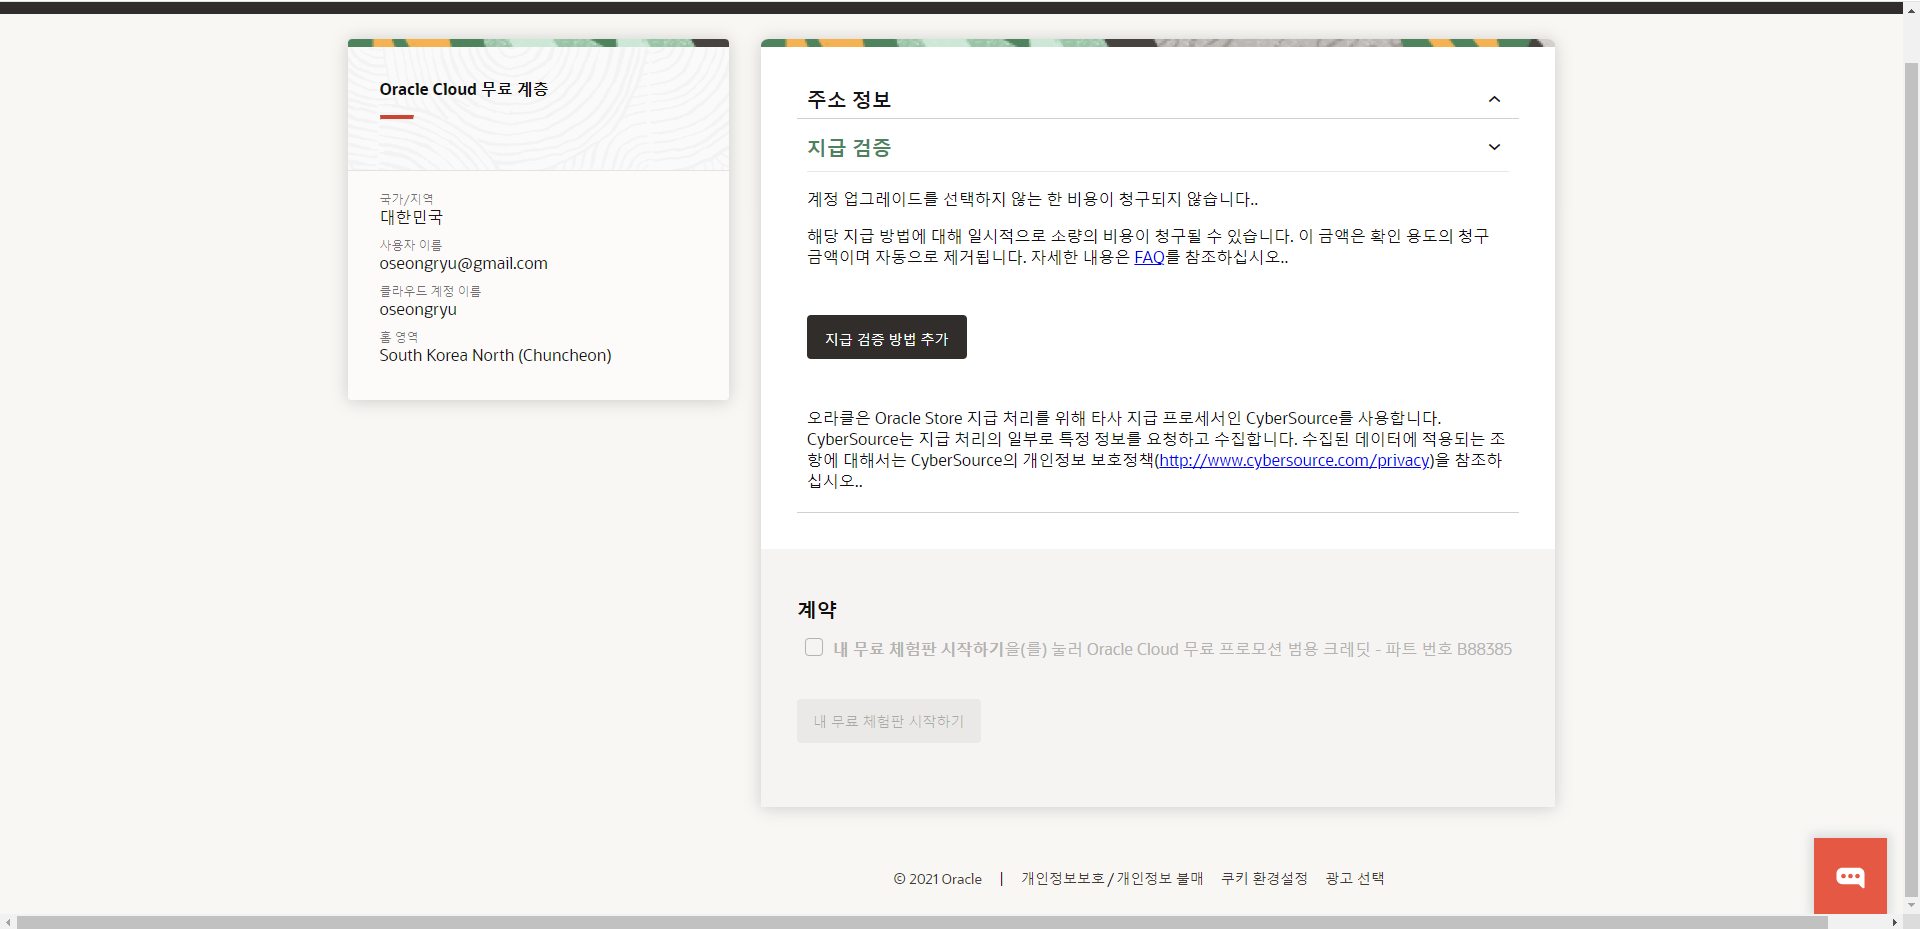 Oracle Cloud 무료 계층
국가/지역
대한민국
사용자 이름
oseongryu@gmail.com
클라우드 계정 이름
oseongryu
홈 영역
South Korea North (Chuncheon)
주소 정보
지급 검증
계정 업그레이드를 선택하지 않는 한 비용이 청구되지 않습니다..
해당 지급 방법에 대해 일시적으로 소량의 비용이 청구될 수 있습니다. 이 금액은 확인 용도의 청구
금액이며 자동으로 제거됩니다. 자세한 내용은 FAQ를 참조하십시오..
지급 검증 방법 추가
오라클은 Oracle Store 지급 처리를 위해 타사 지급 프로세서인 CyberSource를 사용합니다.
CyberSource는 지급 처리의 일부로 특정 정보를 요청하고 수집합니다. 수집된 데이터에 적용되는 조
항에 대해서는 CyberSource의 개인정보 보호정책(http://www.cybersource.com/privacy)을 참조하
십시오..
계약
내 무료 체험판 시작하기을(를) 눌러 Oracle Cloud 무료 프로모션 범용 크레딧 - 파트 번호 B88385
내 무료 체험판 시작하기
© 2021 Oracle | 개인정보보호/개인정보 불매 쿠키 환경설정 광고 선택